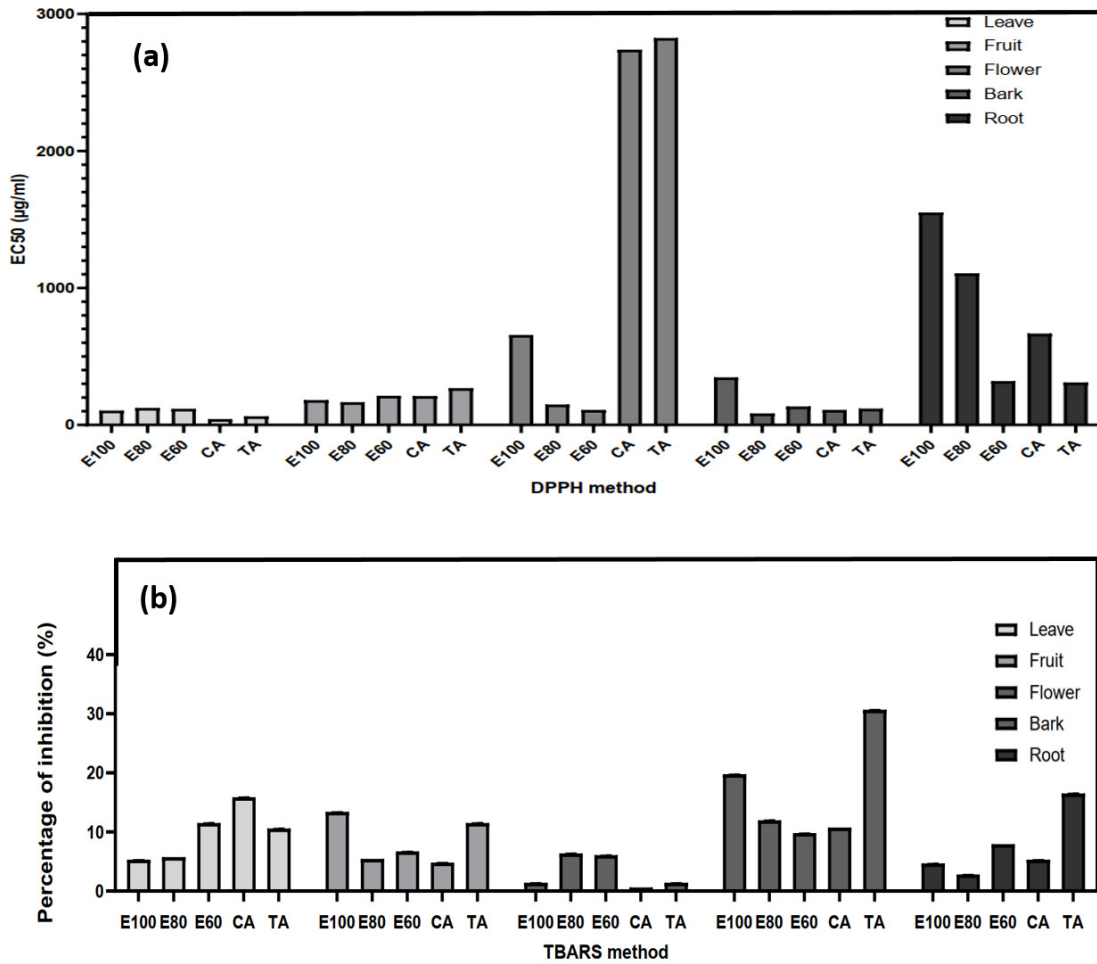 (a)
3000
2000
1000
0
EC50 (µg/ml)
Leave
Fruit
Flower
Bark
Root
E100 E80 E60 CA TA E100 E80 E60 CA TA E100 E80 E60 CA TA E100 E80 E60 CA TA E100 E80 E60 CA TA
DPPH method
(b)
40
30
20
10
0
Percentage of inhibition (%)
Leave
Fruit
Flower
Bark
Root
E100 E80 E60 CA TA E100 E80 E60 CA TA E100 E80 E60 CA TA E100 E80 E60 CA TA E100 E80 E60 CA TA
TBARS method